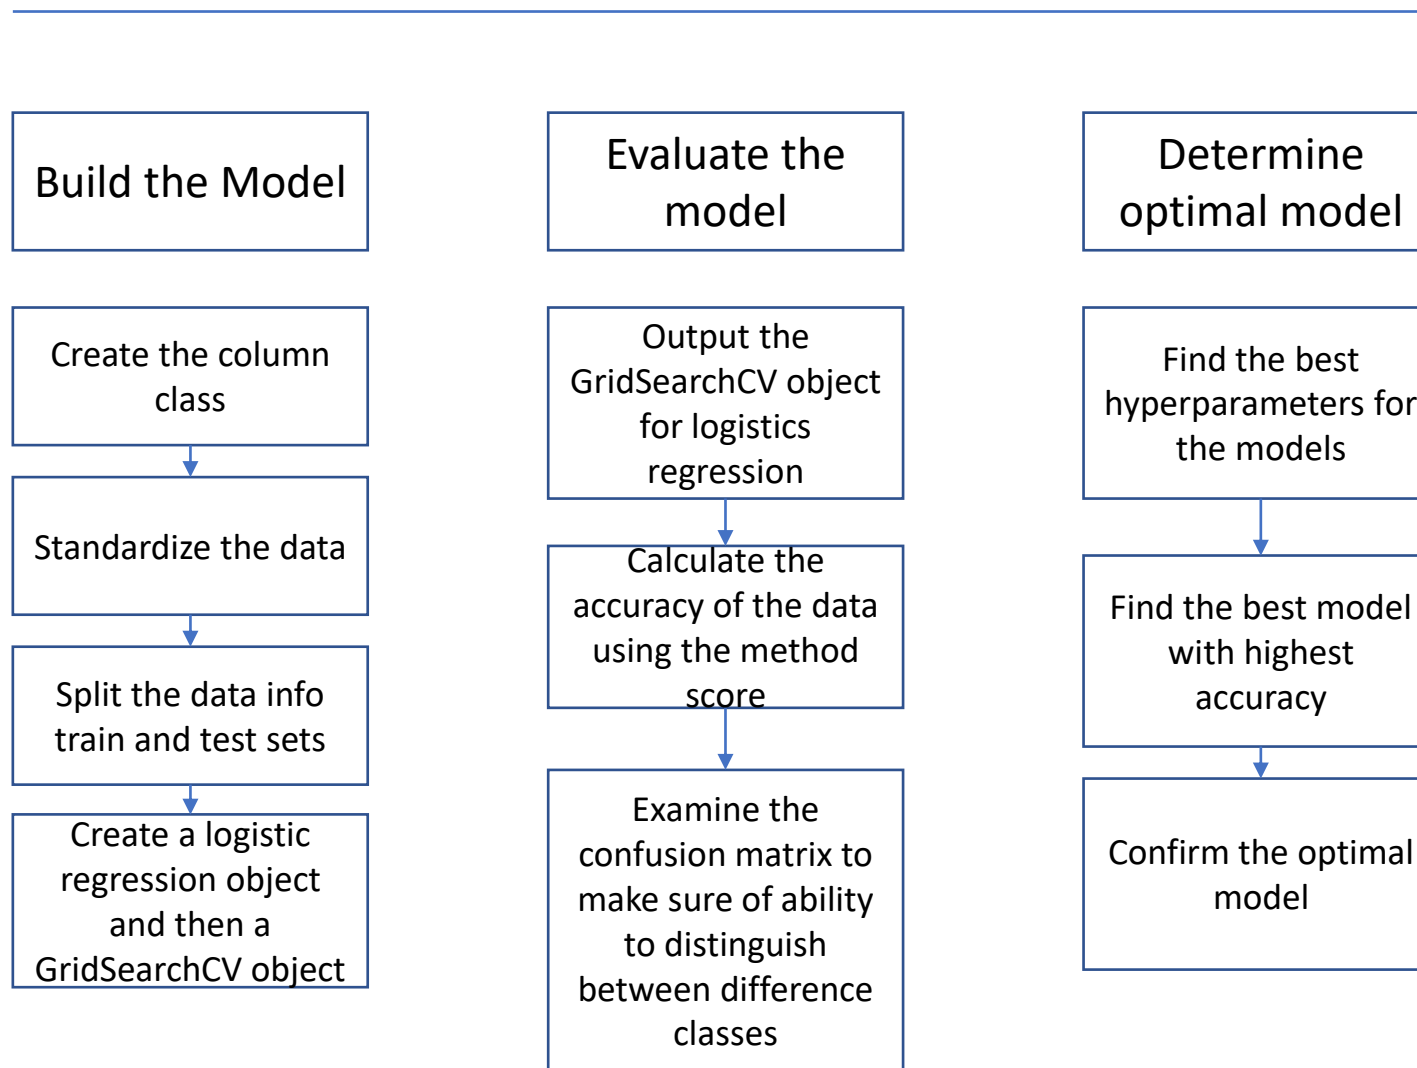 Build the Model
Create the column
class
Standardize the data
Split the data info
train and test sets
Create a logistic
regression object
and then a
GridSearchCV object
Evaluate the
model
Output the
GridSearchCV object
for logistics
regression
Calculate the
accuracy of the data
using the method
score
Examine the
confusion matrix to
make sure of ability
to distinguish
between difference
classes
Determine
optimal model
Find the best
hyperparameters for
the models
Find the best model
with highest
accuracy
Confirm the optimal
model